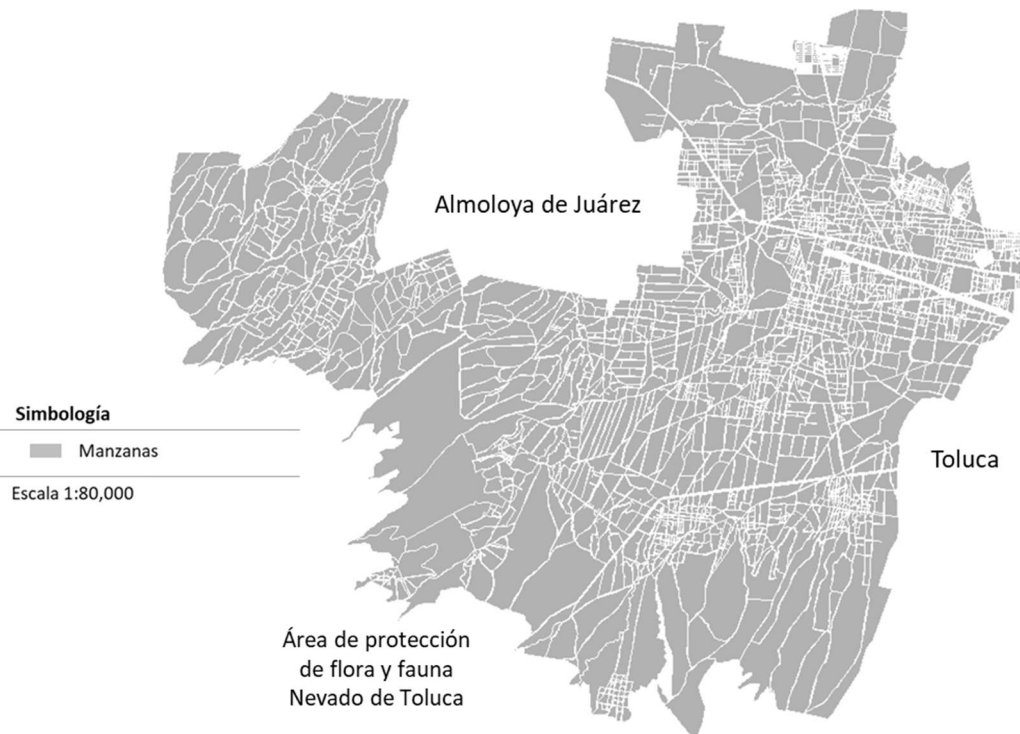 Almoloya de Juárez
Simbología
Manzanas
Escala 1:80,000
Toluca
Área de protección
de flora y fauna
Nevado de Toluca